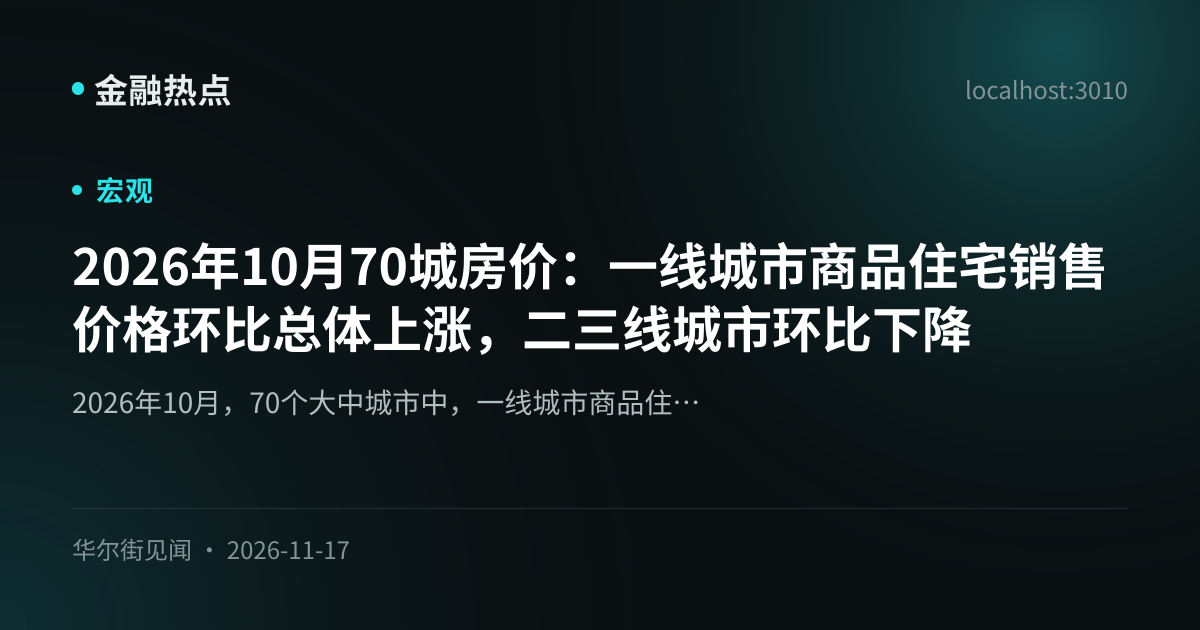 金融热点
localhost:3010
宏观
2026年10月70城房价：一线城市商品住宅销售
价格环比总体上涨，二三线城市环比下降
2026年10月，70个大中城市中，一线城市商品住…
华尔街见闻 • 2026-11-17